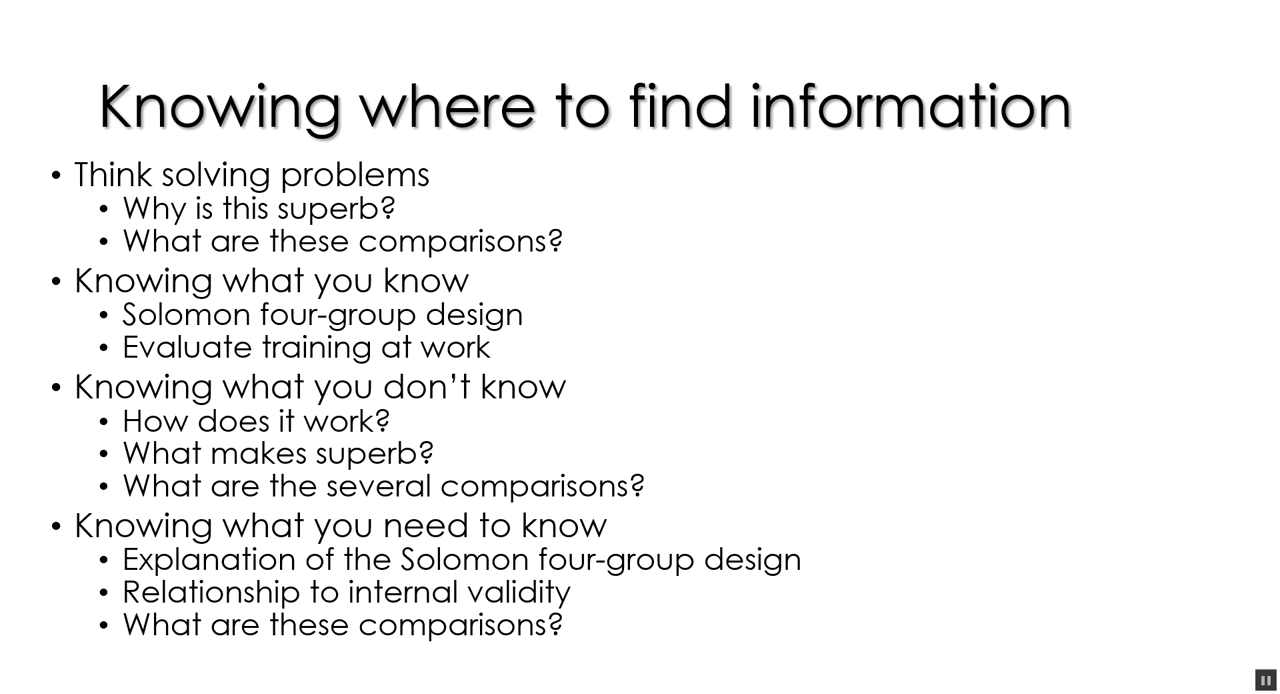 Knowing where to find information
• Think solving problems
• Why is this superb?
• What are these comparisons?
• Knowing what you know
• Solomon four-group design
• Evaluate training at work
• Knowing what you don’t know
• How does it work?
• What makes superb?
• What are the several comparisons?
• Knowing what you need to know
• Explanation of the Solomon four-group design
• Relationship to internal validity
• What are these comparisons?